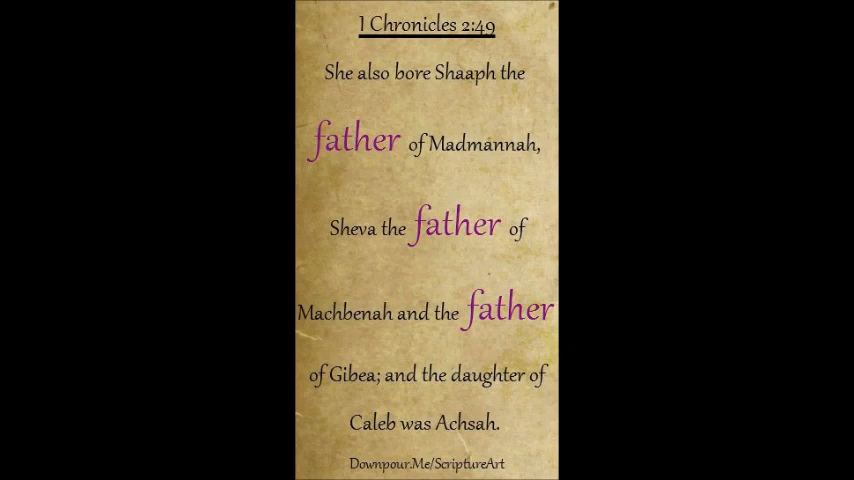 1 Chronicles 2:49
She also bore Shaaph the
father of Madmannah,
Sheva the father of
Machbenah and the father
of Gibea; and the daughter of
Caleb was Achsah.
Downpour.Me/ScriptureArt